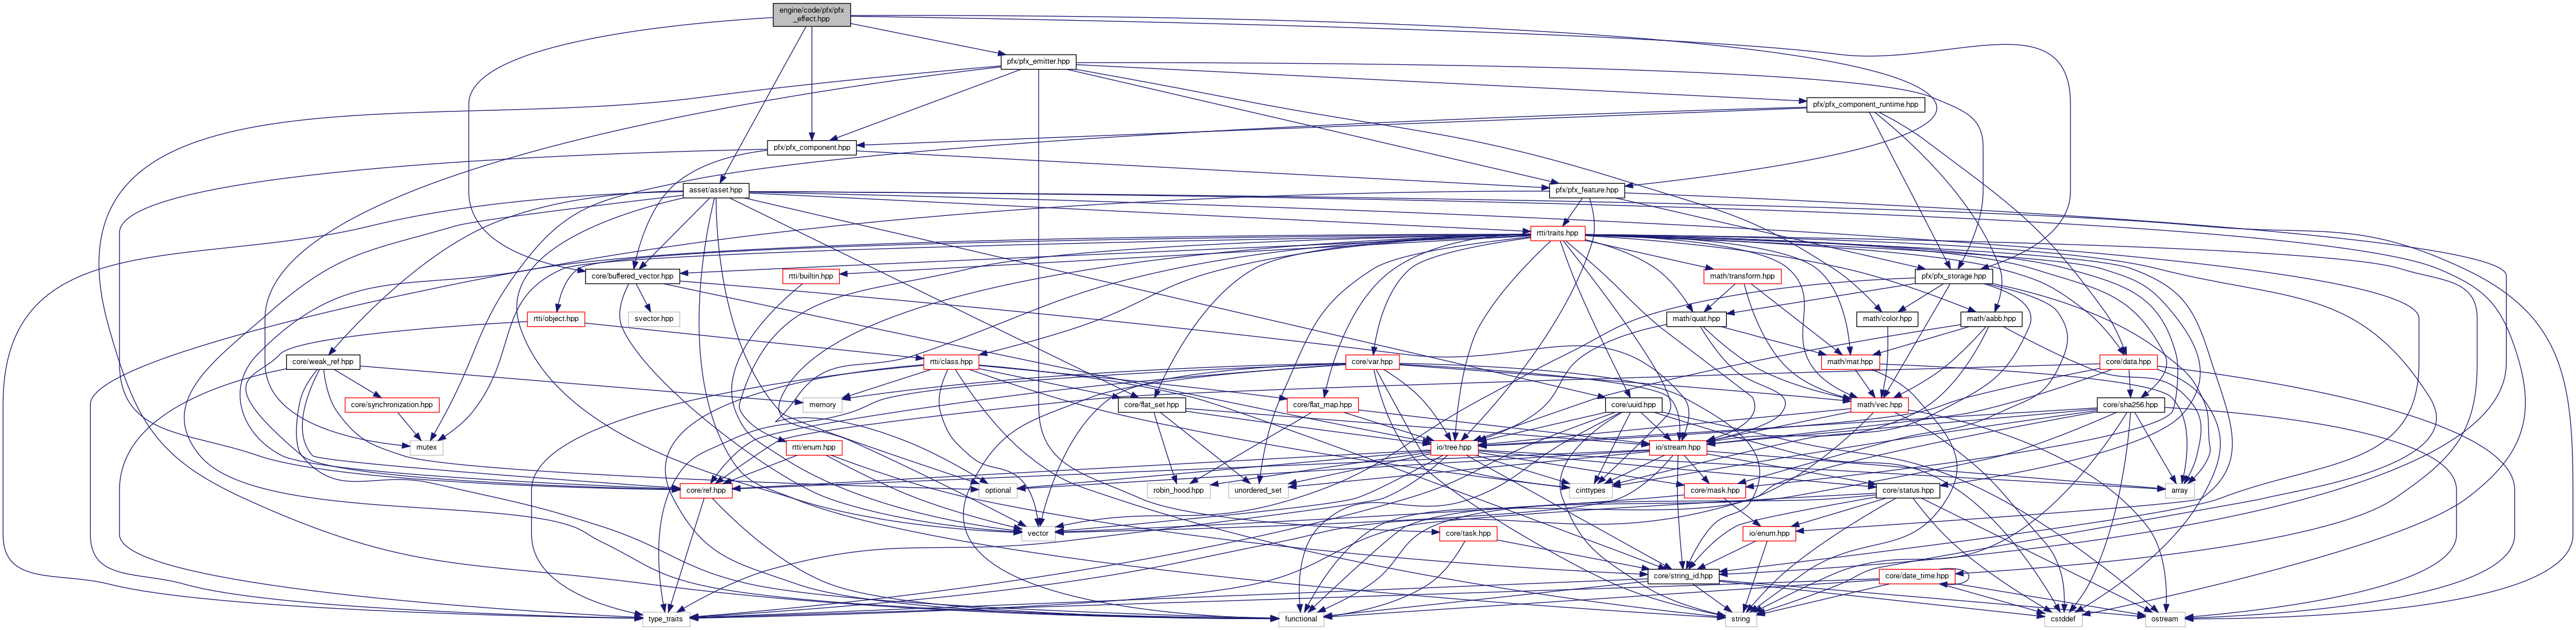 engine/code/pfx/pfx
_effect.hpp
pfx/pfx_emitter.hpp
pfx/pfx_component_runtime.hpp
pfx/pfx_component.hpp
asset/asset.hpp
pfx/pfx_feature.hpp
rtti/traits.hpp
core/buffered_vector.hpp
rtti/builtin.hpp
math/transform.hpp
pfx/pfx_storage.hpp
rtti/object.hpp
svector.hpp
math/quat.hpp
math/color.hpp
math/aabb.hpp
core/weak_ref.hpp
rtti/class.hpp
core/var.hpp
math/mat.hpp
core/data.hpp
core/synchronization.hpp
memory
core/flat_set.hpp
core/flat_map.hpp
core/uuid.hpp
math/vec.hpp
core/sha256.hpp
mutex
rtti/enum.hpp
io/tree.hpp
io/stream.hpp
core/ref.hpp
optional
robin_hood.hpp
unordered_set
cinttypes
core/mask.hpp
core/status.hpp
array
vector
core/task.hpp
io/enum.hpp
core/string_id.hpp
core/date_time.hpp
type_traits
functional
string
cstddef
ostream